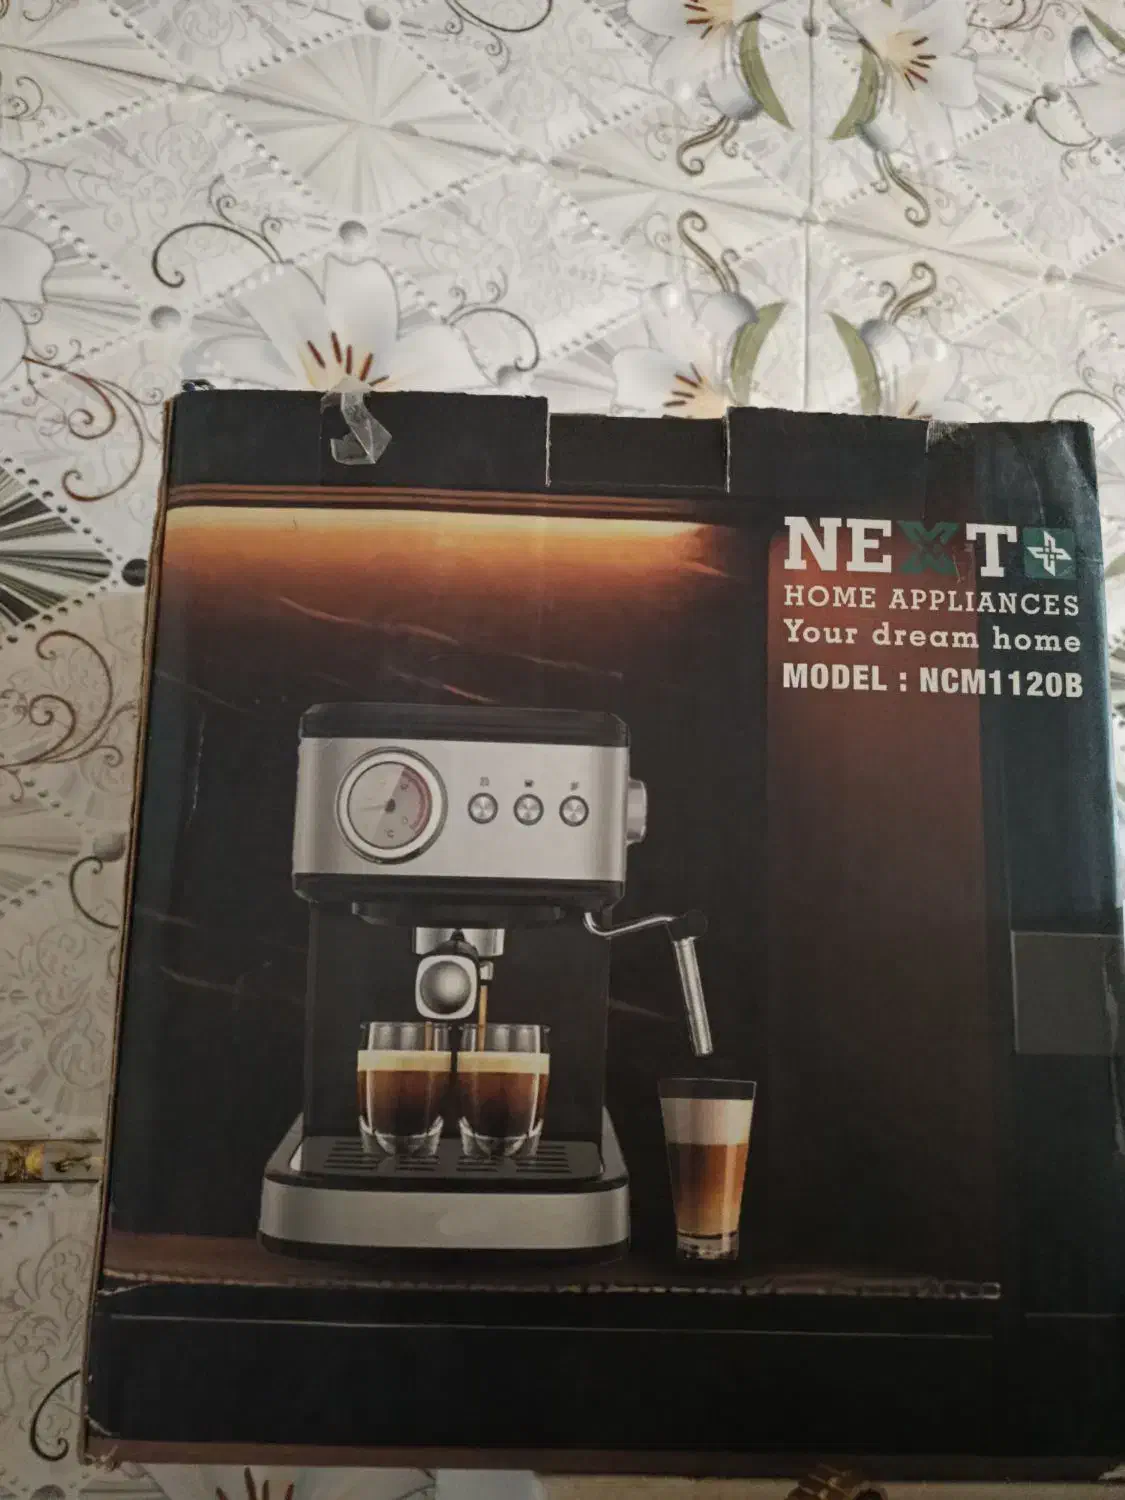 NEXT
HOME APPLIANCES
Your dream home
MODEL : NCM1120B
°C